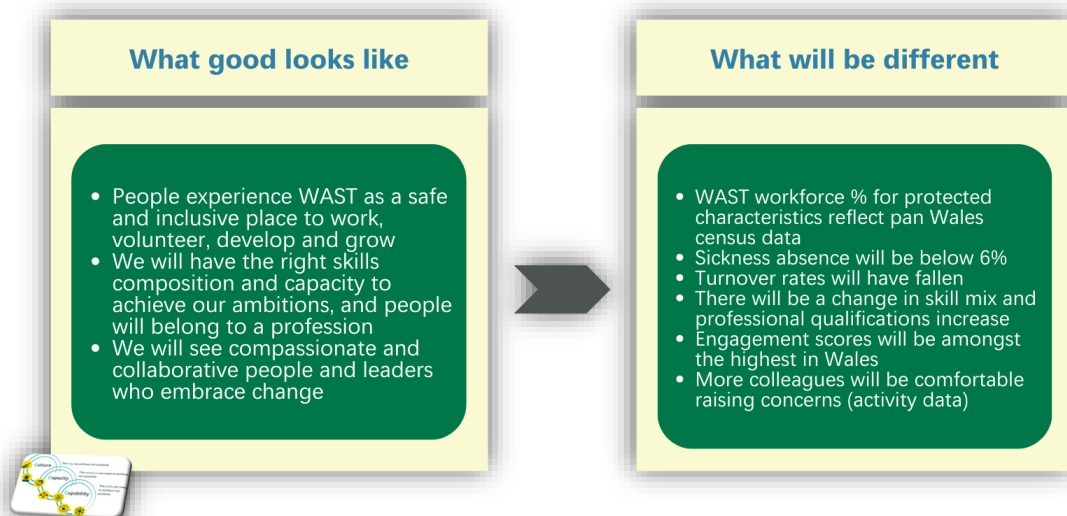 What good looks like
• People experience WAST as a safe
and inclusive place to work,
volunteer, develop and grow
• We will have the right skills
composition and capacity to
achieve our ambitions, and people
will belong to a profession
• We will see compassionate and
collaborative people and leaders
who embrace change
What will be different
• WAST workforce % for protected
characteristics reflect pan Wales
census data
• Sickness absence will be below 6%
• Turnover rates will have fallen
• There will be a change in skill mix and
professional qualifications increase
• Engagement scores will be amongst
the highest in Wales
• More colleagues will be comfortable
raising concerns (activity data)
Culture
Capacity
Capability